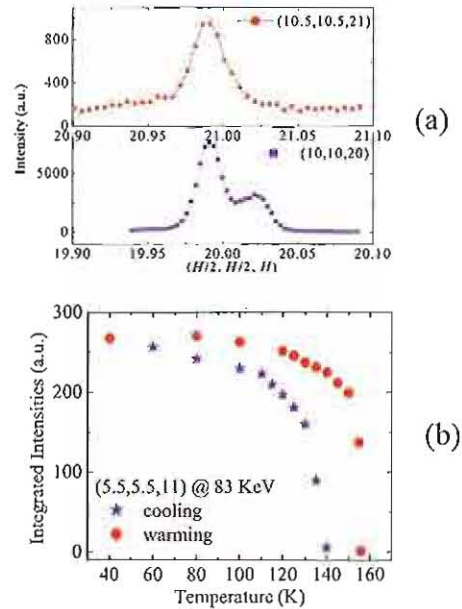 (10.5,10.5,21)
800
400
0
20.90 20.95 21.00 21.05 21.10
(a)
Intensity (a.u.)
(10,10,20)
5000
0
19.90 19.95 20.00 20.05 20.10
(H/2, H/2, H)
300
200
100
0
Integrated Intensities (a.u.)
(b)
(5.5,5.5,11) @ 83 KeV
cooling
warming
40 60 80 100 120 140 160
Temperature (K)